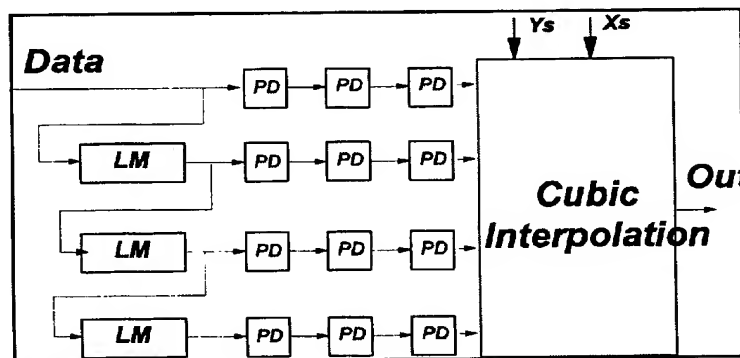 Ys Xs
Data
PD PD PD
LM PD PD PD
Cubic
Interpolation
Out
LM PD PD PD
LM PD PD PD